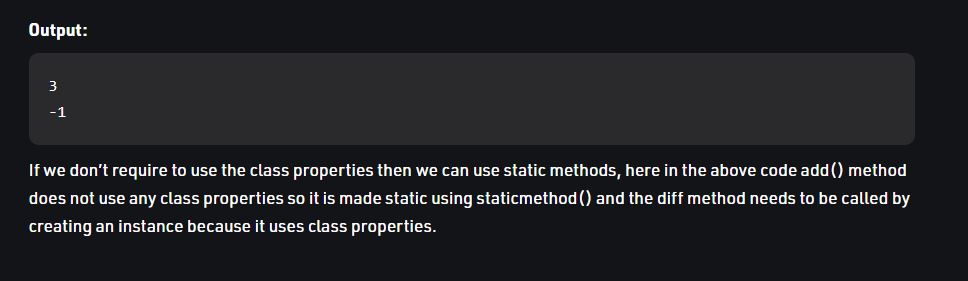 Output:
3
-1
If we don't require to use the class properties then we can use static methods, here in the above code add() method
does not use any class properties so it is made static using staticmethod() and the diff method needs to be called by
creating an instance because it uses class properties.